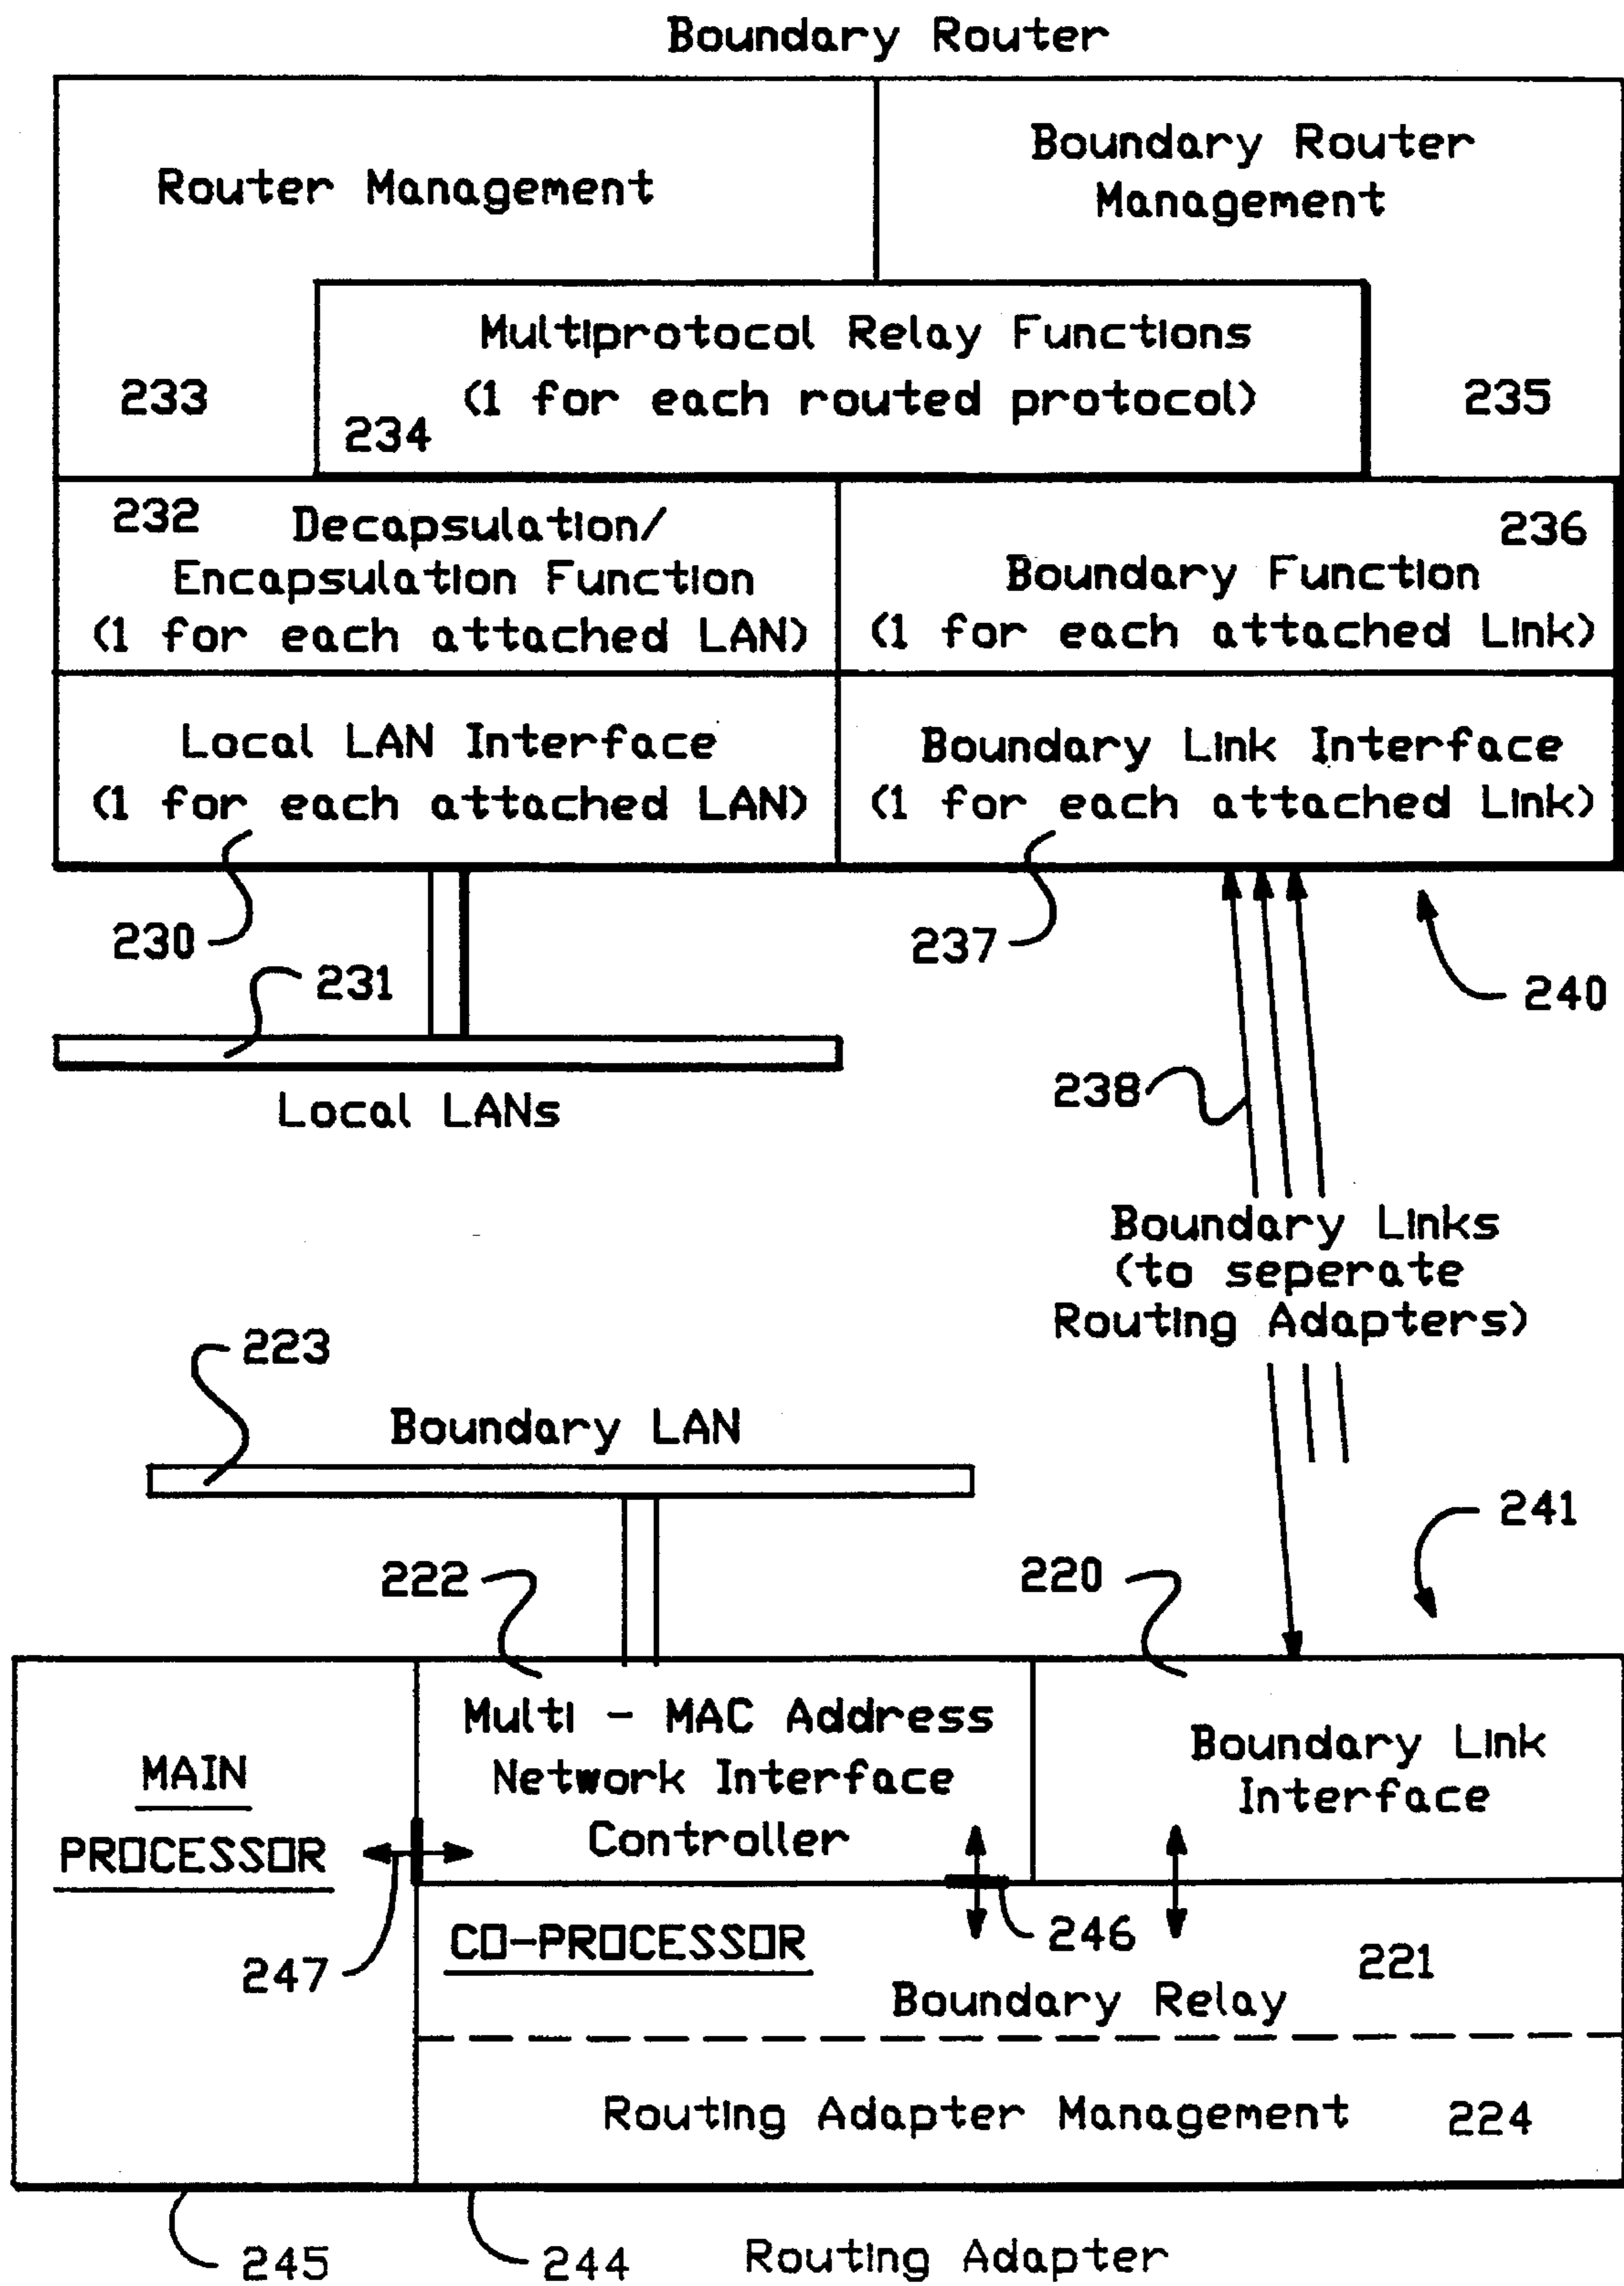 Boundary Router
Router Management
Boundary Router
Management
Multiprotocol Relay Functions
(1 for each routed protocol)
233
234
235
232
Decapsulation/
Encapsulation Function
(1 for each attached LAN)
236
Boundary Function
(1 for each attached Link)
Local LAN Interface
(1 for each attached LAN)
Boundary Link Interface
(1 for each attached Link)
230
237
231
240
Local LANs
238
Boundary Links
(to seperate
Routing Adapters)
223
Boundary LAN
241
222
220
MAIN
PROCESSOR
Multi - MAC Address
Network Interface
Controller
Boundary Link
Interface
247
CO-PROCESSOR
246
221
Boundary Relay
Routing Adapter Management
224
245
244
Routing Adapter